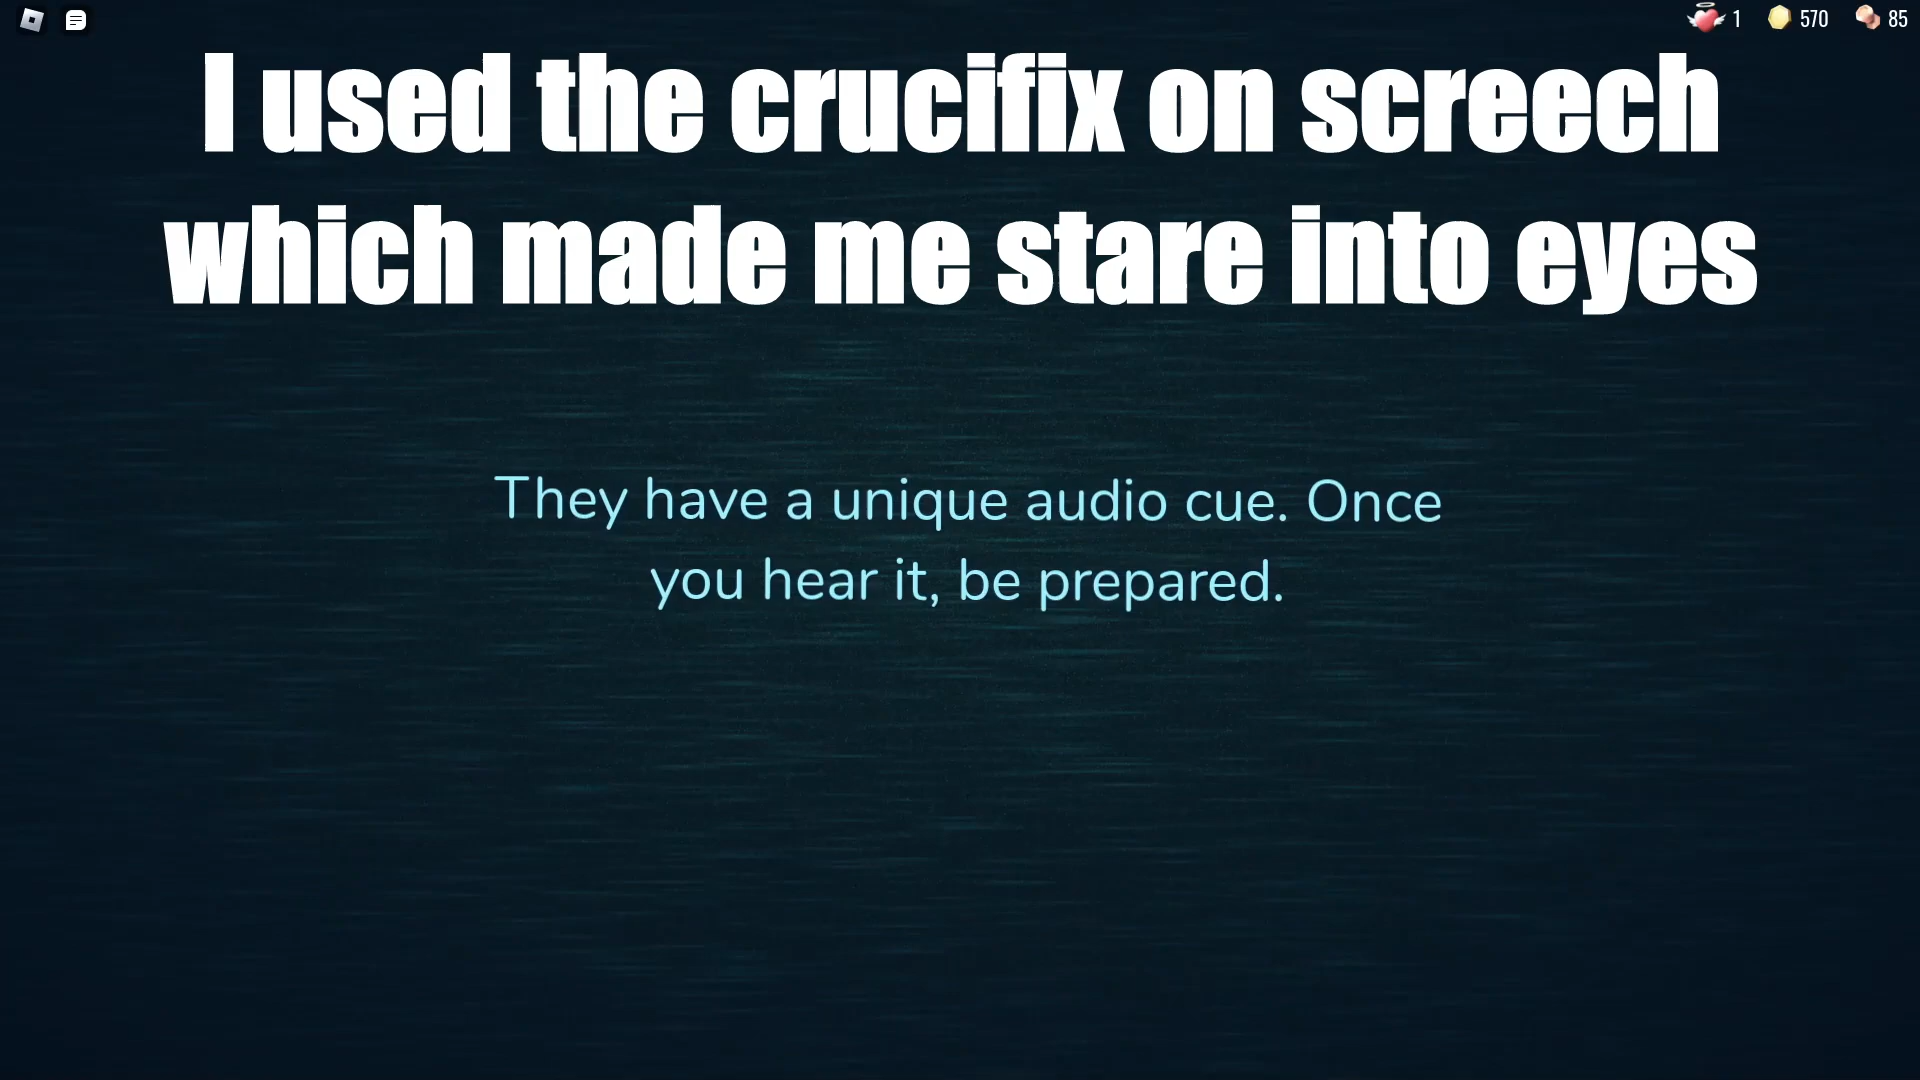 1 570 85
I used the crucifix on screech
which made me stare into eyes
They have a unique audio cue. Once
you hear it, be prepared.